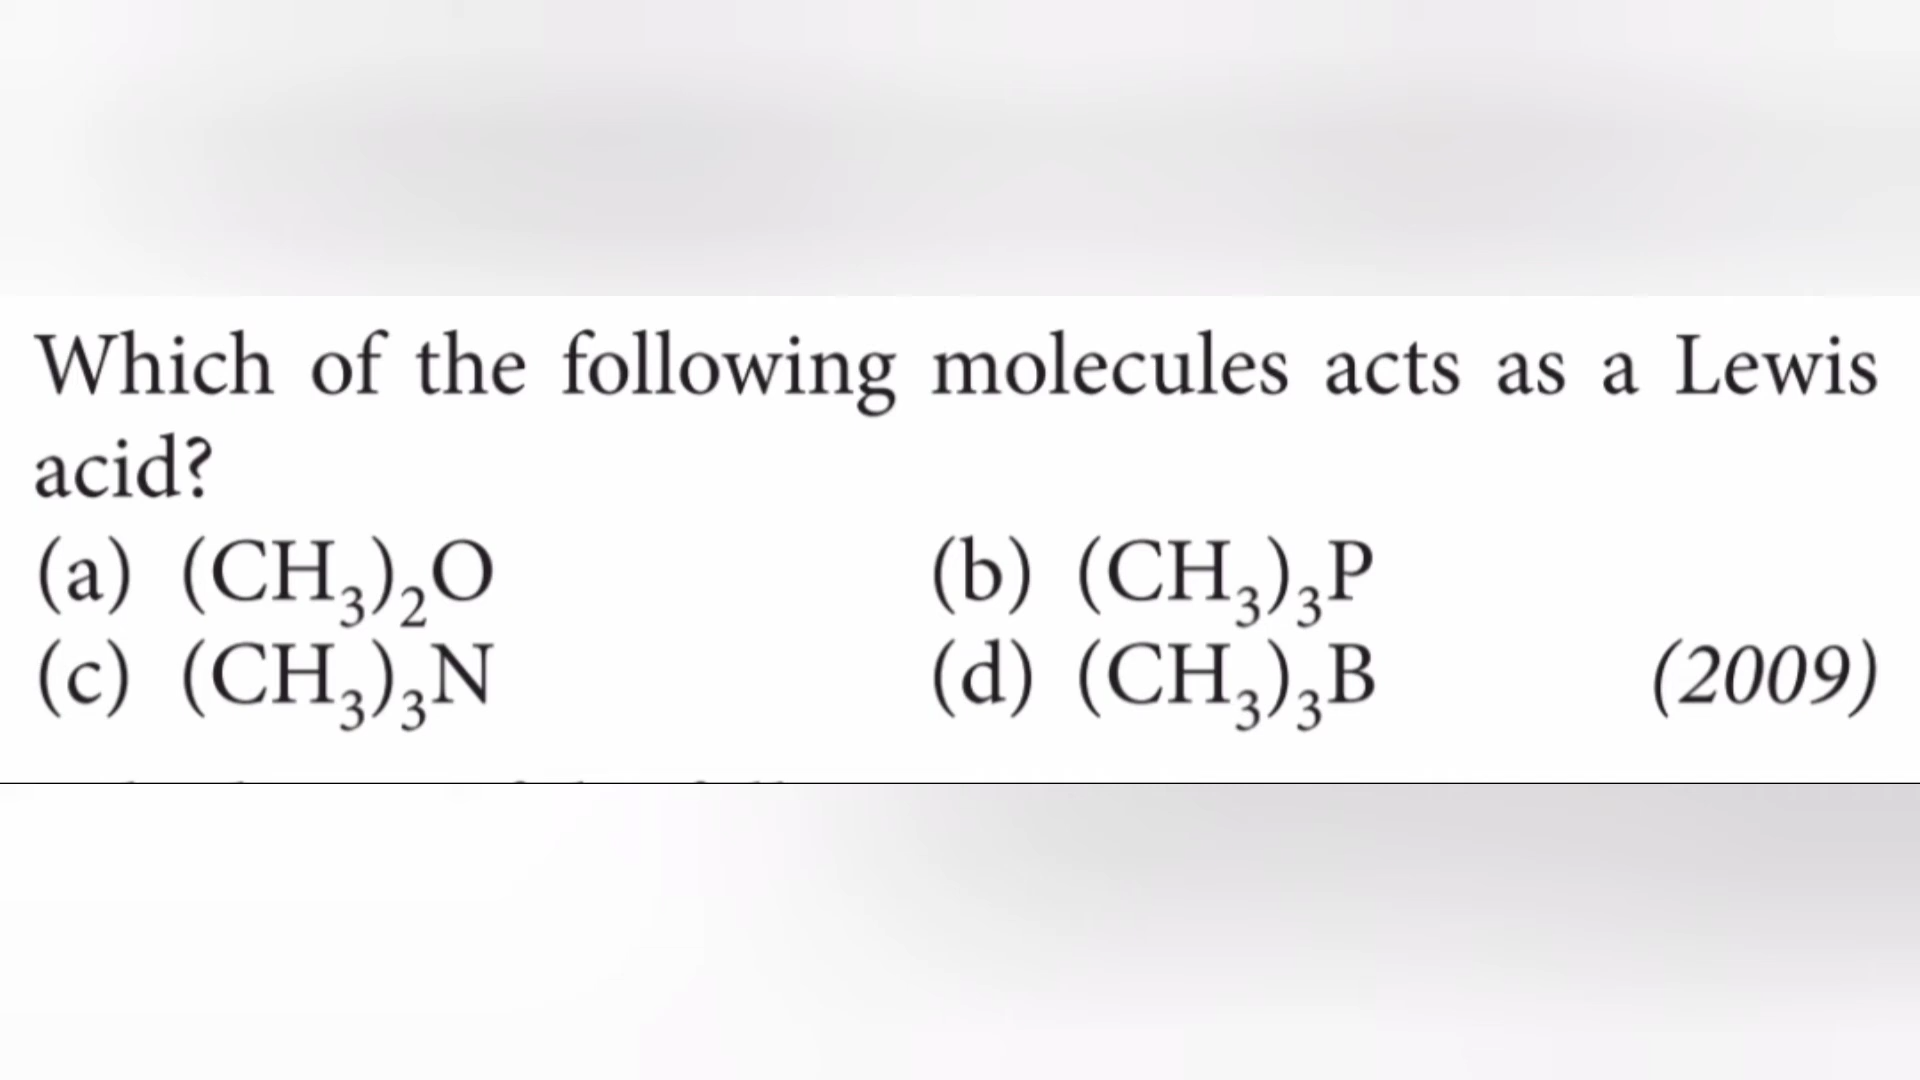 Which of the following molecules acts as a Lewis
acid?
(a) (CH₃)₂O (b) (CH₃)₃P
(c) (CH₃)₃N (d) (CH₃)₃B (2009)